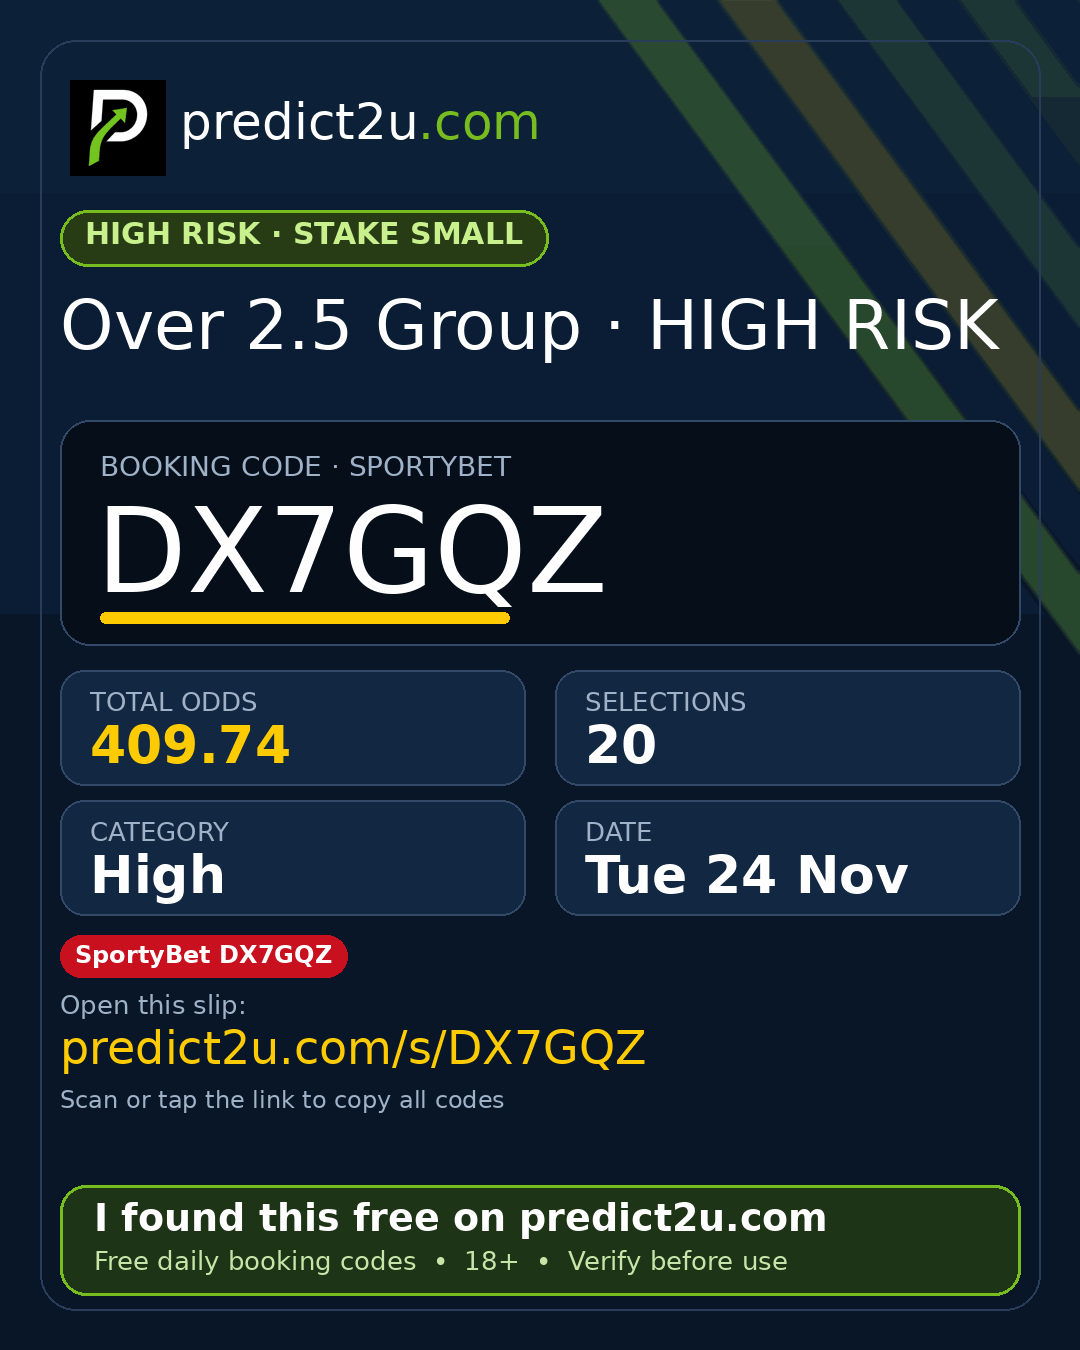 predict2u.com
HIGH RISK · STAKE SMALL
Over 2.5 Group · HIGH RISK
BOOKING CODE · SPORTYBET
DX7GQZ
TOTAL ODDS
409.74
SELECTIONS
20
CATEGORY
High
DATE
Tue 24 Nov
SportyBet DX7GQZ
Open this slip:
predict2u.com/s/DX7GQZ
Scan or tap the link to copy all codes
I found this free on predict2u.com
Free daily booking codes • 18+ • Verify before use